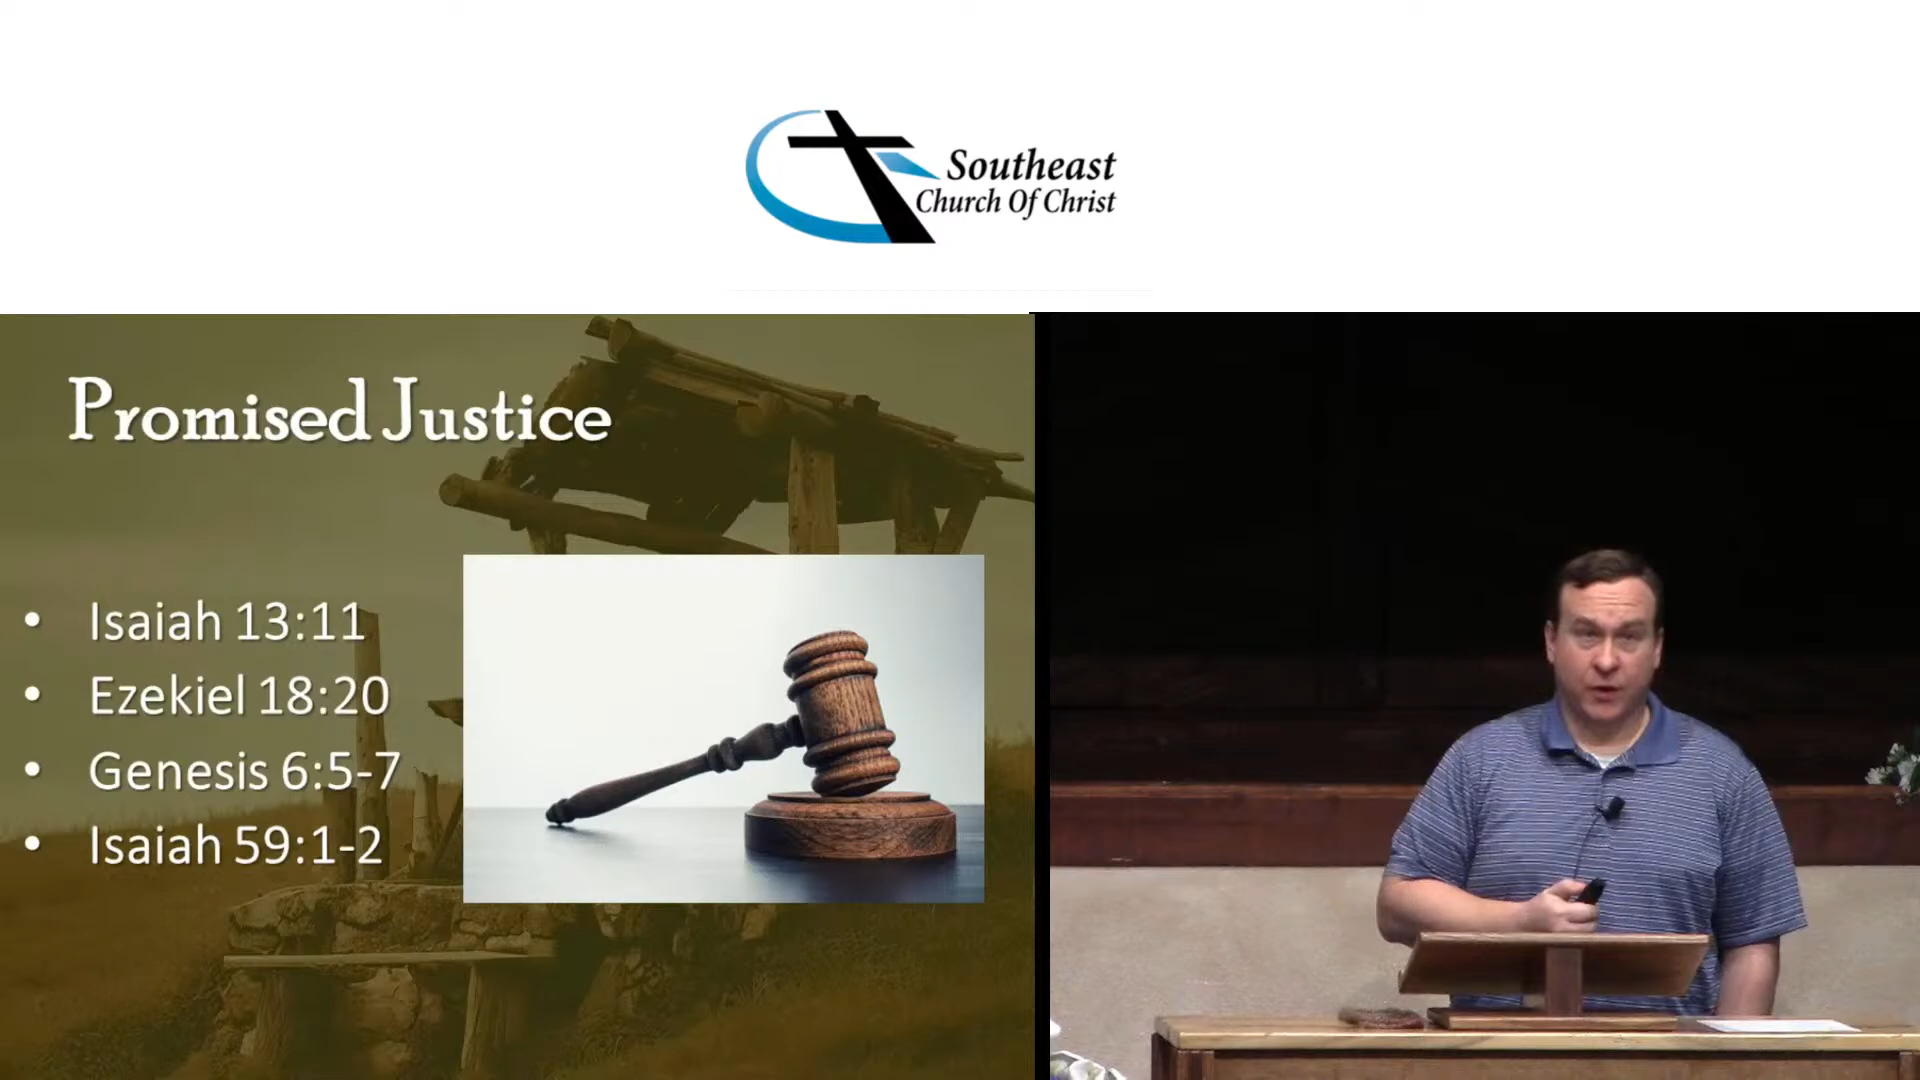 Southeast
Church Of Christ
Promised Justice
• Isaiah 13:11
• Ezekiel 18:20
• Genesis 6:5-7
• Isaiah 59:1-2